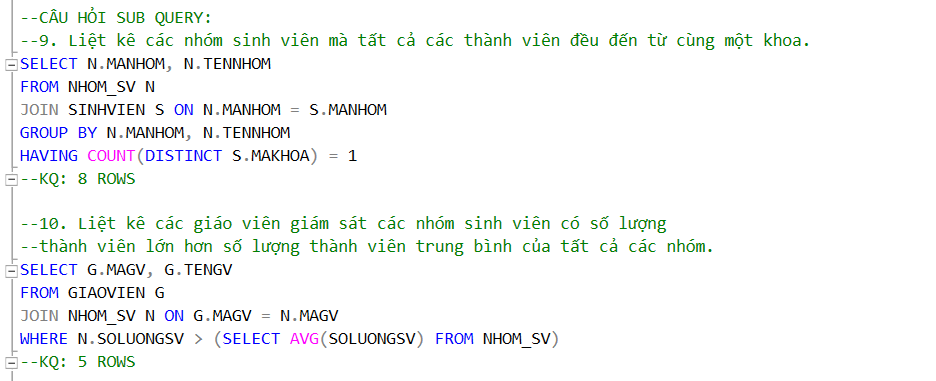 --CÂU HỎI SUB QUERY:
--9. Liệt kê các nhóm sinh viên mà tất cả các thành viên đều đến từ cùng một khoa.
SELECT N.MANHOM, N.TENNHOM
FROM NHOM_SV N
JOIN SINHVIEN S ON N.MANHOM = S.MANHOM
GROUP BY N.MANHOM, N.TENNHOM
HAVING COUNT(DISTINCT S.MAKHOA) = 1
--KQ: 8 ROWS
--10. Liệt kê các giáo viên giám sát các nhóm sinh viên có số lượng
--thành viên lớn hơn số lượng thành viên trung bình của tất cả các nhóm.
SELECT G.MAGV, G.TENGV
FROM GIAOVIEN G
JOIN NHOM_SV N ON G.MAGV = N.MAGV
WHERE N.SOLUONGSV > (SELECT AVG(SOLUONGSV) FROM NHOM_SV)
--KQ: 5 ROWS